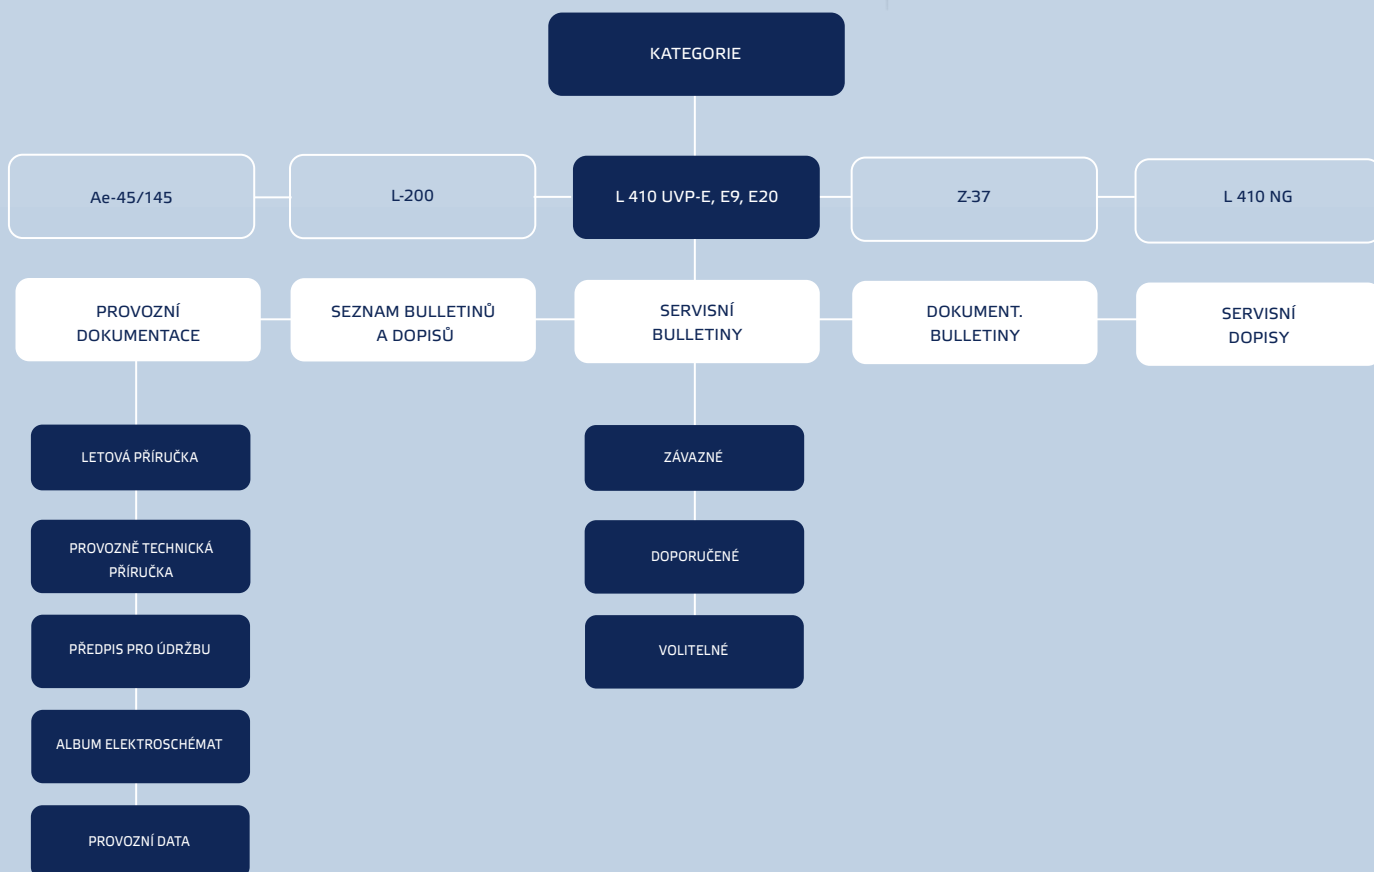 KATEGORIE
Ae-45/145
L-200
L 410 UVP-E, E9, E20
Z-37
L 410 NG
PROVOZNÍ
DOKUMENTACE
SEZNAM BULLETINŮ
A DOPISŮ
SERVISNÍ
BULLETINY
DOKUMENT.
BULLETINY
SERVISNÍ
DOPISY
LETOVÁ PŘÍRUČKA
PROVOZNĚ TECHNICKÁ
PŘÍRUČKA
PŘEDPIS PRO ÚDRŽBU
ALBUM ELEKTROSCHÉMAT
PROVOZNÍ DATA
ZÁVAZNÉ
DOPORUČENÉ
VOLITELNÉ